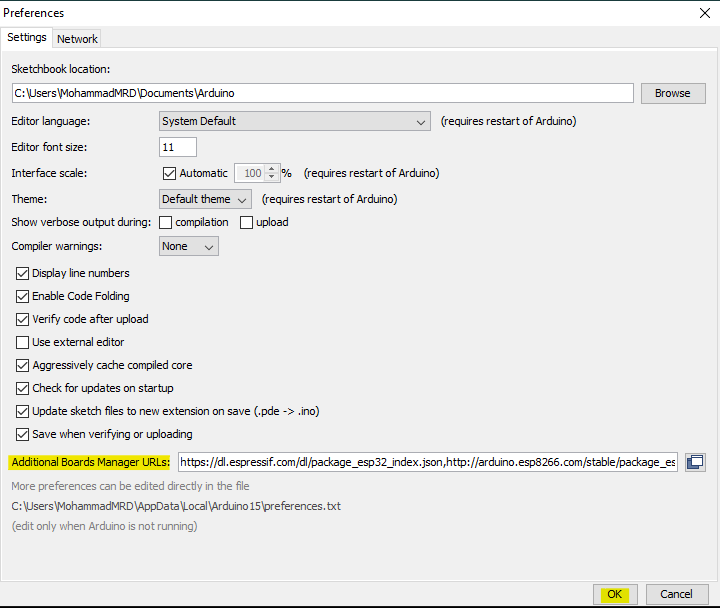 Preferences
Settings Network
Sketchbook location:
C:\Users\MohammadMRD\Documents\Arduino Browse
Editor language: System Default (requires restart of Arduino)
Editor font size: 11
Interface scale: Automatic 100 % (requires restart of Arduino)
Theme: Default theme (requires restart of Arduino)
Show verbose output during: compilation upload
Compiler warnings: None
Display line numbers
Enable Code Folding
Verify code after upload
Use external editor
Aggressively cache compiled core
Check for updates on startup
Update sketch files to new extension on save (.pde -> .ino)
Save when verifying or uploading
Additional Boards Manager URLs: https://dl.espressif.com/dl/package_esp32_index.json,http://arduino.esp8266.com/stable/package_es
More preferences can be edited directly in the file
C:\Users\MohammadMRD\AppData\Local\Arduino15\preferences.txt
(edit only when Arduino is not running)
OK Cancel